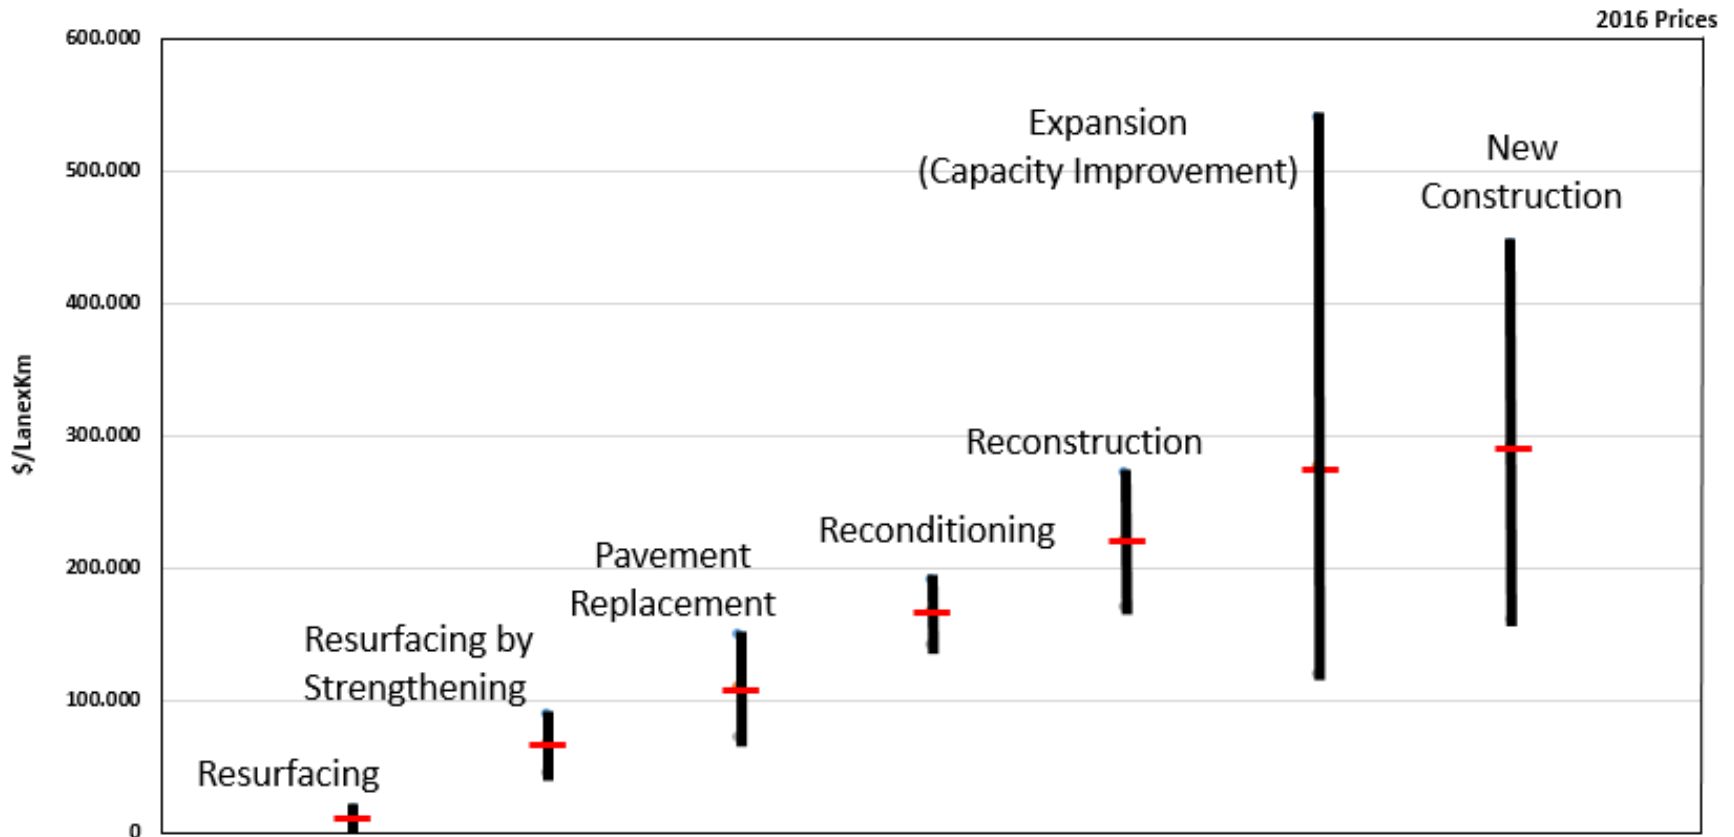 2016 Prices
600.000
500.000
400.000
300.000
200.000
100.000
0
$/LanexKm
Resurfacing
Resurfacing by
Strengthening
Pavement
Replacement
Reconditioning
Reconstruction
Expansion
(Capacity Improvement)
New
Construction